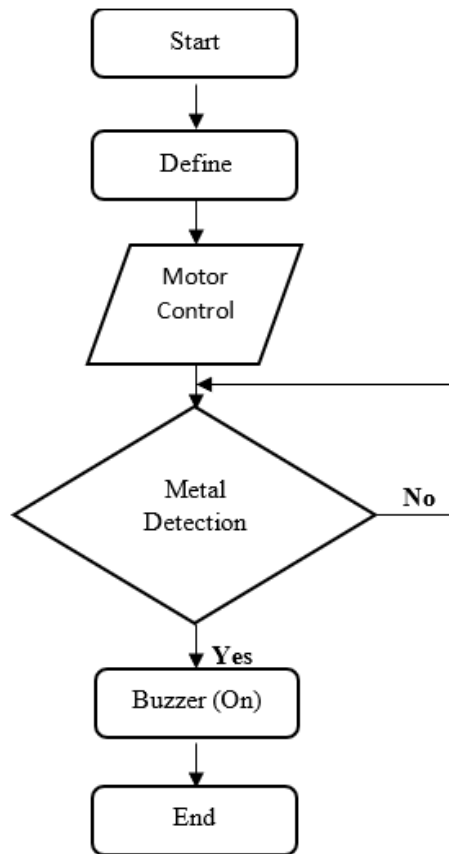 Start
Define
Motor
Control
Metal
Detection
No
Yes
Buzzer (On)
End